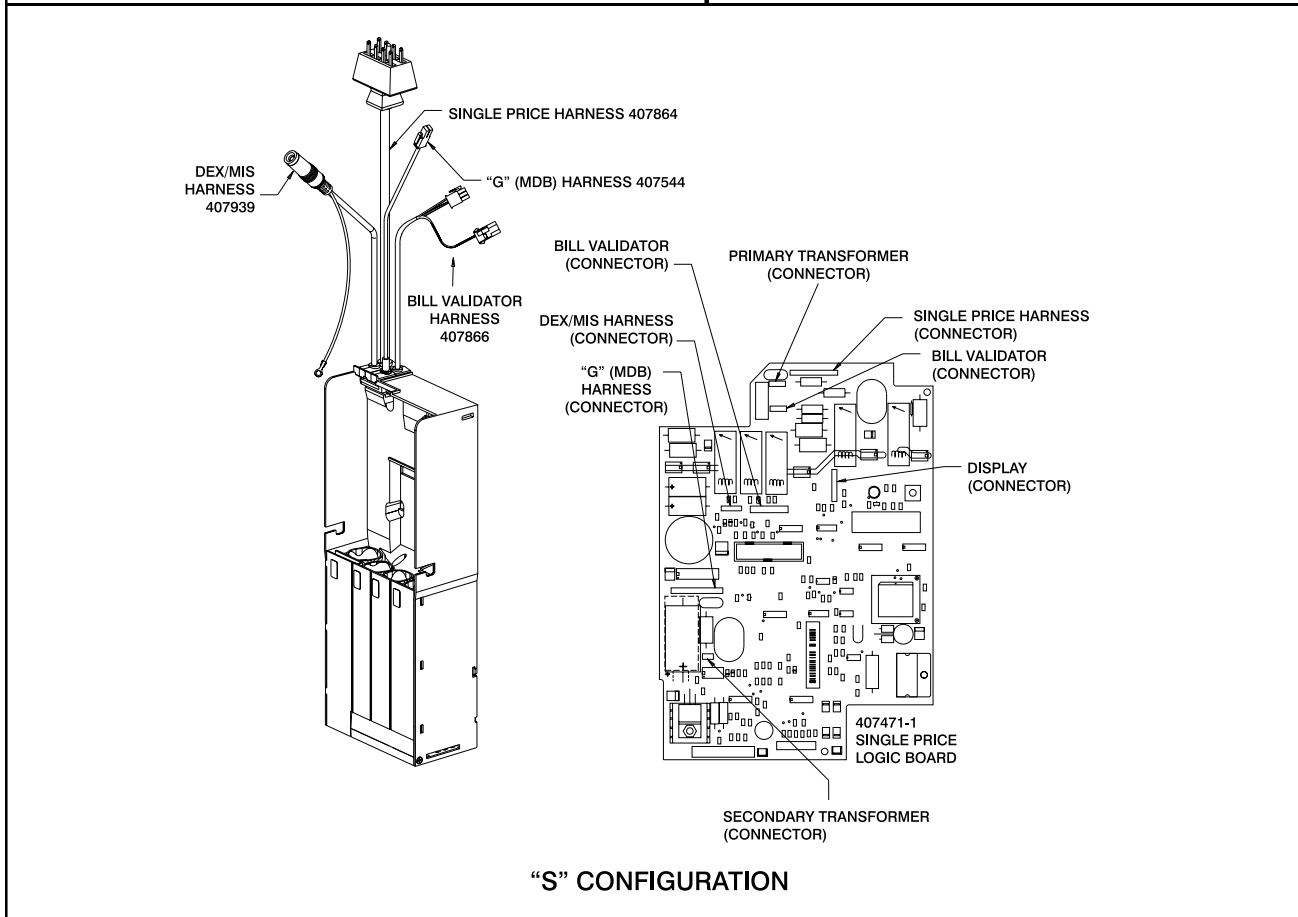 SINGLE PRICE HARNESS 407864
DEX/MIS
HARNESS
407939
“G” (MDB) HARNESS 407544
BILL VALIDATOR
HARNESS
407866
BILL VALIDATOR
(CONNECTOR)
PRIMARY TRANSFORMER
(CONNECTOR)
DEX/MIS HARNESS
(CONNECTOR)
SINGLE PRICE HARNESS
(CONNECTOR)
BILL VALIDATOR
(CONNECTOR)
“G” (MDB)
HARNESS
(CONNECTOR)
DISPLAY
(CONNECTOR)
407471-1
SINGLE PRICE
LOGIC BOARD
SECONDARY TRANSFORMER
(CONNECTOR)
“S” CONFIGURATION